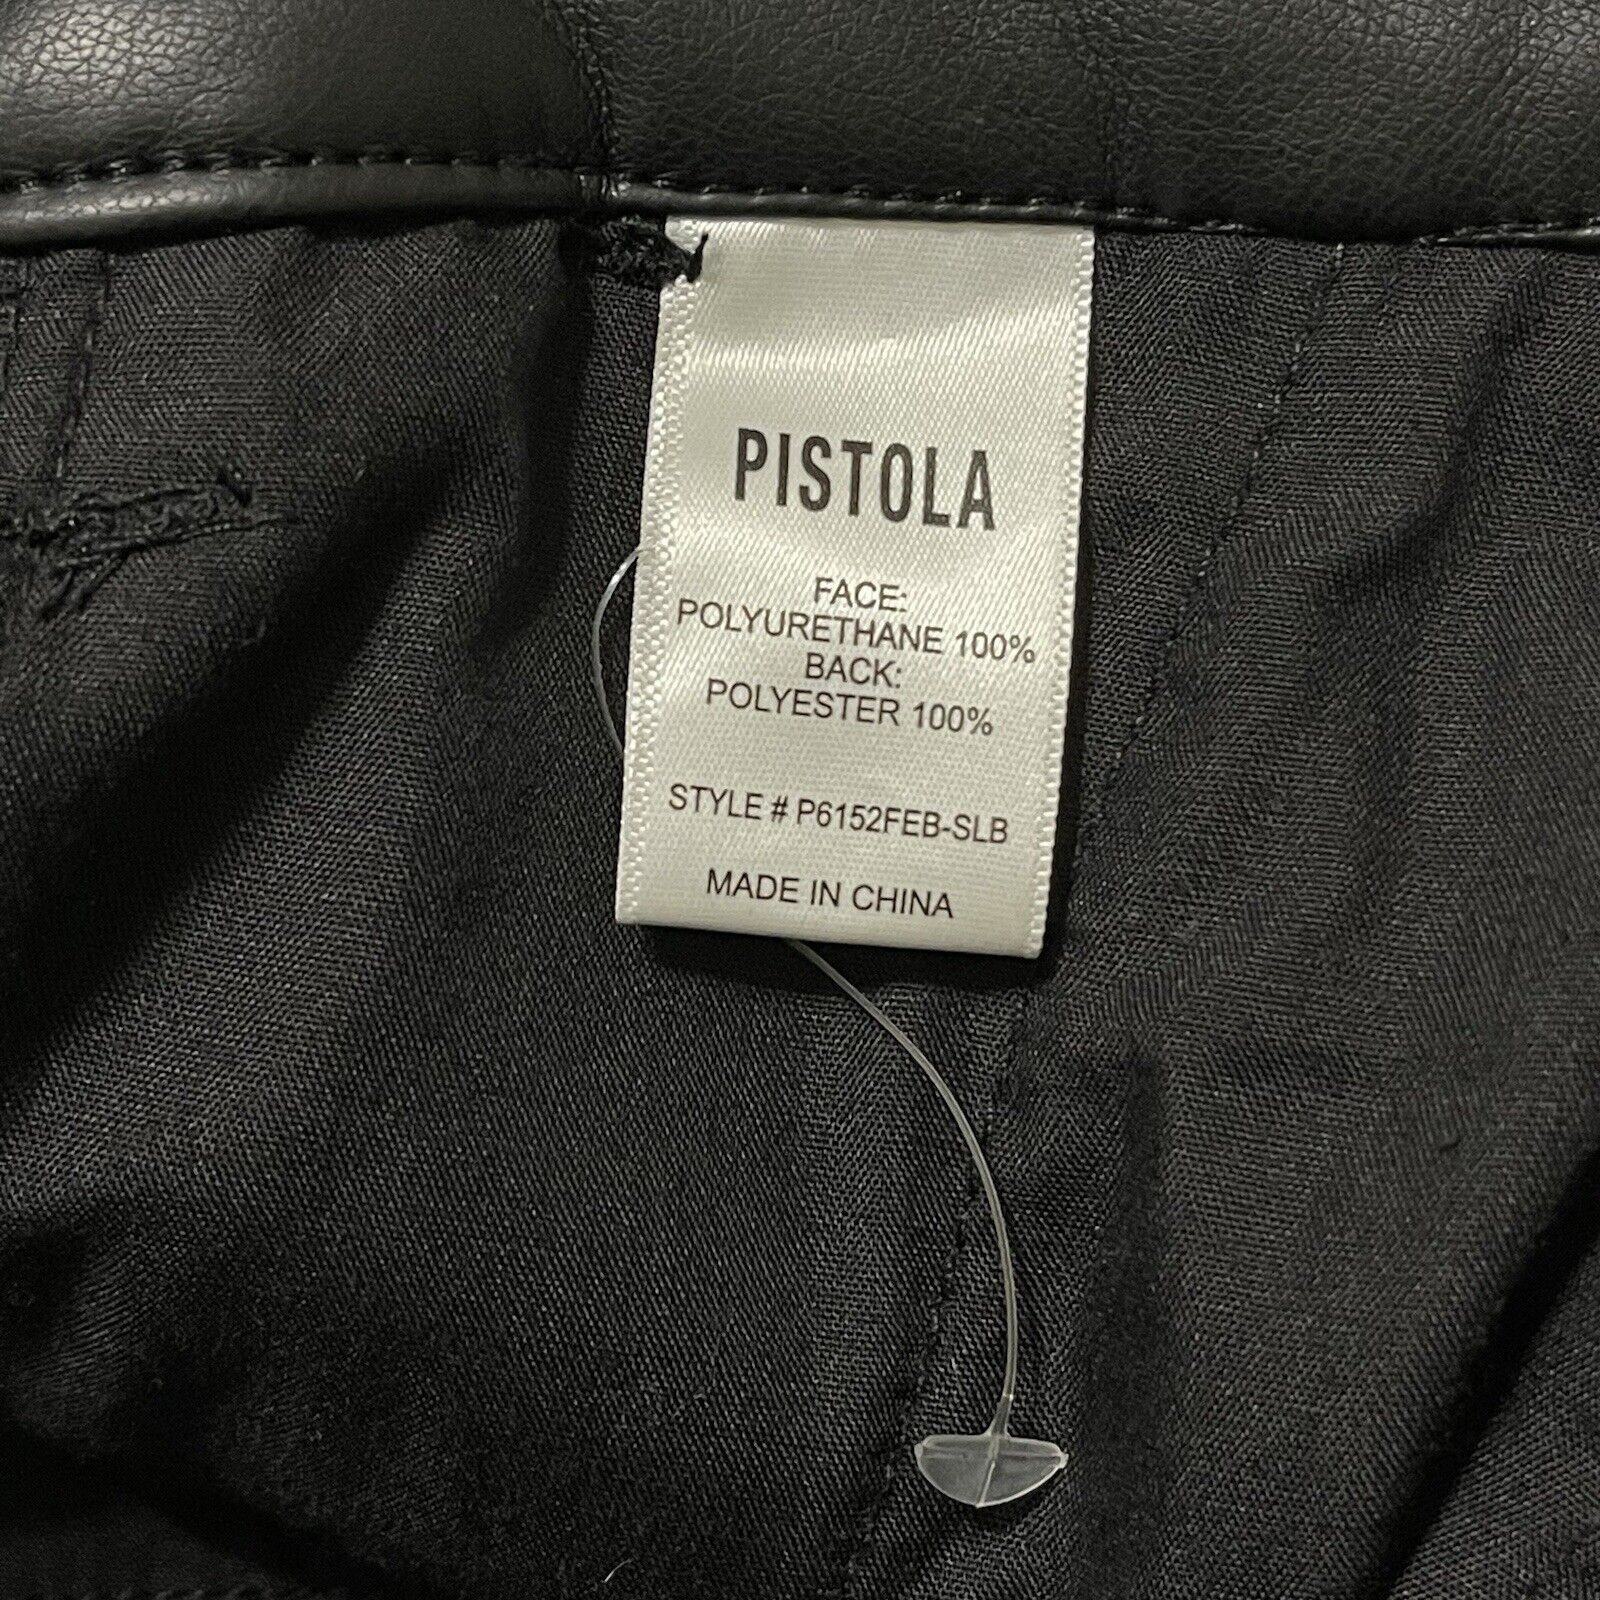 PISTOLA
FACE:
POLYURETHANE 100%
BACK:
POLYESTER 100%
STYLE # P6152FEB-SLB
MADE IN CHINA